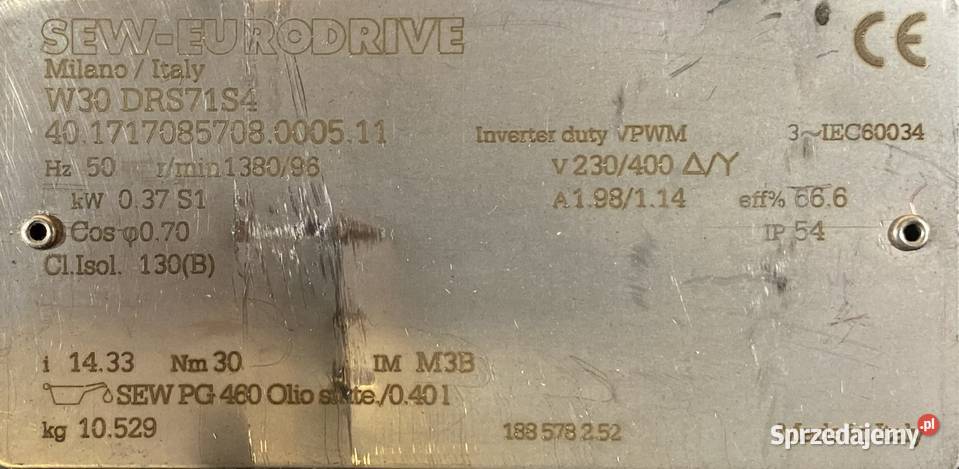 SEW-EURODRIVE
CE
Milano / Italy
W30 DRS71S4
40.1717085708.0005.11 Inverter duty VPWM 3~IEC60034
Hz 50 r/min 1380/96 V 230/400 Δ/Y
kW 0.37 S1 A 1.98/1.14 eff% 66.6
Cos φ0.70 IP 54
Cl.Isol. 130(B)
i 14.33 Nm 30 IM M3B
SEW PG 460 Olio /0.40 l
kg 10.529 188 578 2.52 Italy
Sprzedajemy.pl